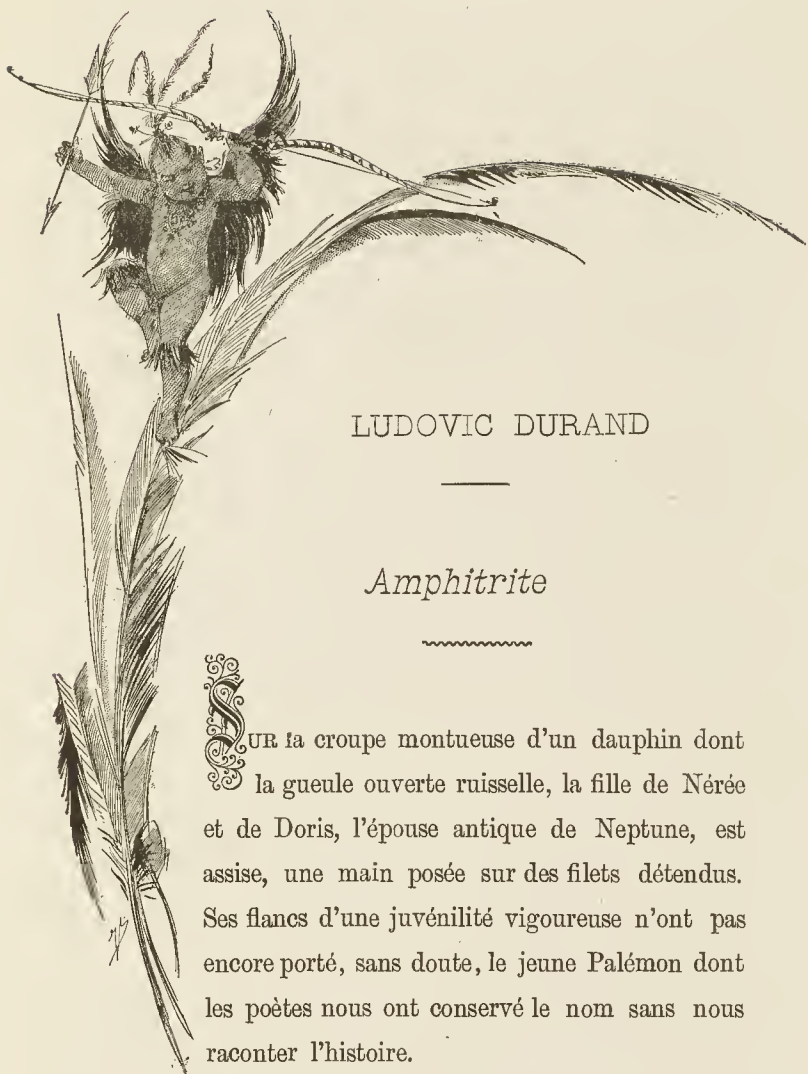 LUDOVIC DURAND
Amphitrite
SUR la croupe montueuse d'un dauphin dont
la gueule ouverte ruisselle, la fille de Nérée
et de Doris, l'épouse antique de Neptune, est
assise, une main posée sur des filets détendus.
Ses flancs d'une juvénilité vigoureuse n'ont pas
encore porté, sans doute, le jeune Palémon dont
les poètes nous ont conservé le nom sans nous
raconter l'histoire.